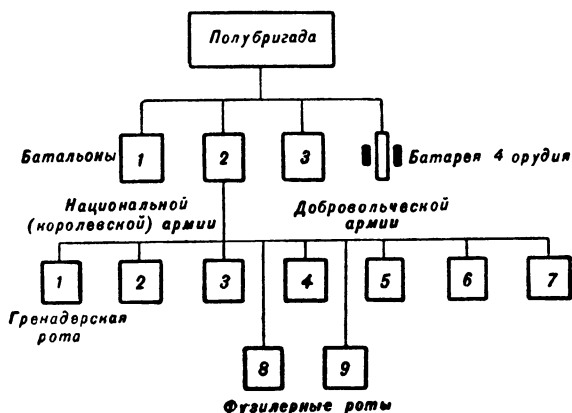 Полубригада
Батальоны 1 2 3 Батарея 4 орудия
Национальной
(королевской) армии
Добровольческой
армии
1 2 3 4 5 6 7
Гренадерская
рота
8 9
Фузилерные роты